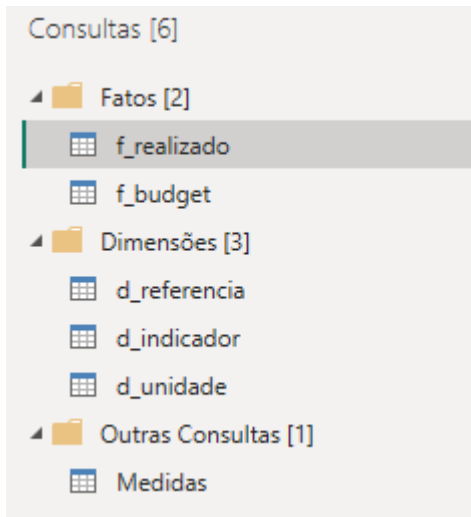 Consultas [6]
Fatos [2]
f_realizado
f_budget
Dimensões [3]
d_referencia
d_indicador
d_unidade
Outras Consultas [1]
Medidas